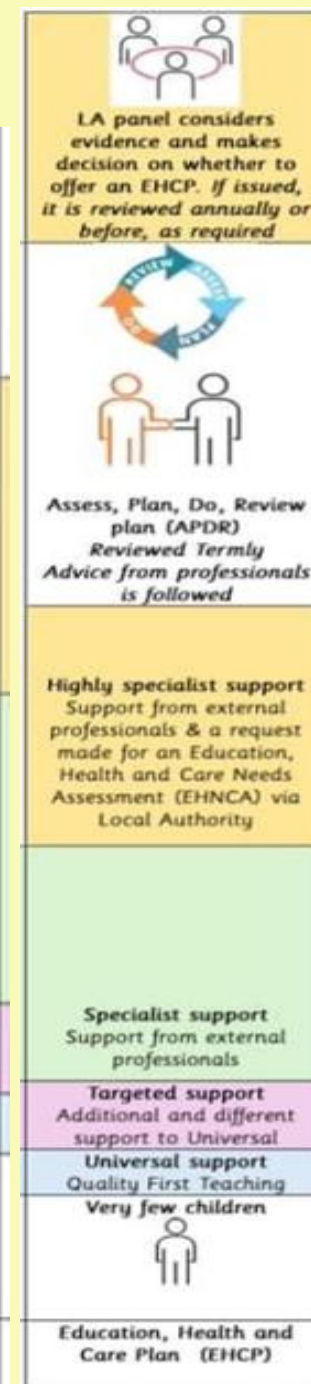 LA panel considers
evidence and makes
decision on whether to
offer an EHCP. If issued,
it is reviewed annually or
before, as required
REVIEW
ASSESS
PLAN
DO
Assess, Plan, Do, Review
plan (APDR)
Reviewed Termly
Advice from professionals
is followed
Highly specialist support
Support from external
professionals & a request
made for an Education,
Health and Care Needs
Assessment (EHNCA) via
Local Authority
Specialist support
Support from external
professionals
Targeted support
Additional and different
support to Universal
Universal support
Quality First Teaching
Very few children
Education, Health and
Care Plan (EHCP)